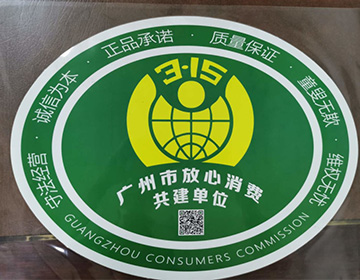 守法经营 · 诚信为本 · 正品承诺 · 质量保证 · 童叟无欺 · 维权无忧
3·15
广州市放心消费
共建单位
GUANGZHOU CONSUMERS COMMISSION